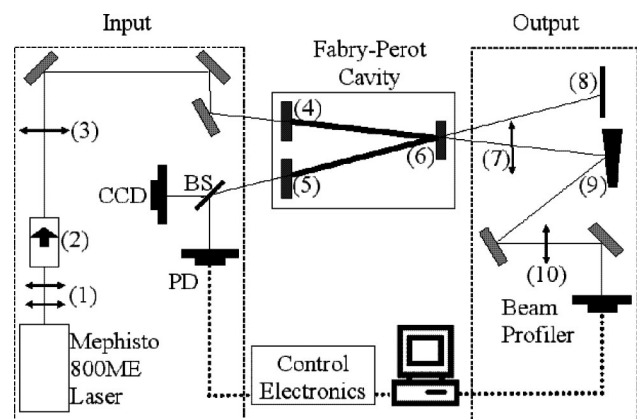 Input
Output
Fabry-Perot
Cavity
(3)
(4)
(5)
(6)
(7)
(8)
(9)
(10)
CCD
BS
(2)
PD
(1)
Mephisto
800ME
Laser
Control
Electronics
Beam
Profiler